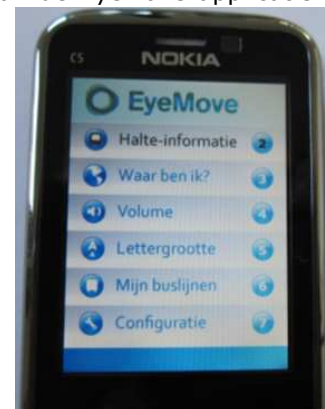 C5 NOKIA
EyeMove
Halte-informatie 2
Waar ben ik? 3
Volume 4
Lettergrootte 5
Mijn buslijnen 6
Configuratie 7